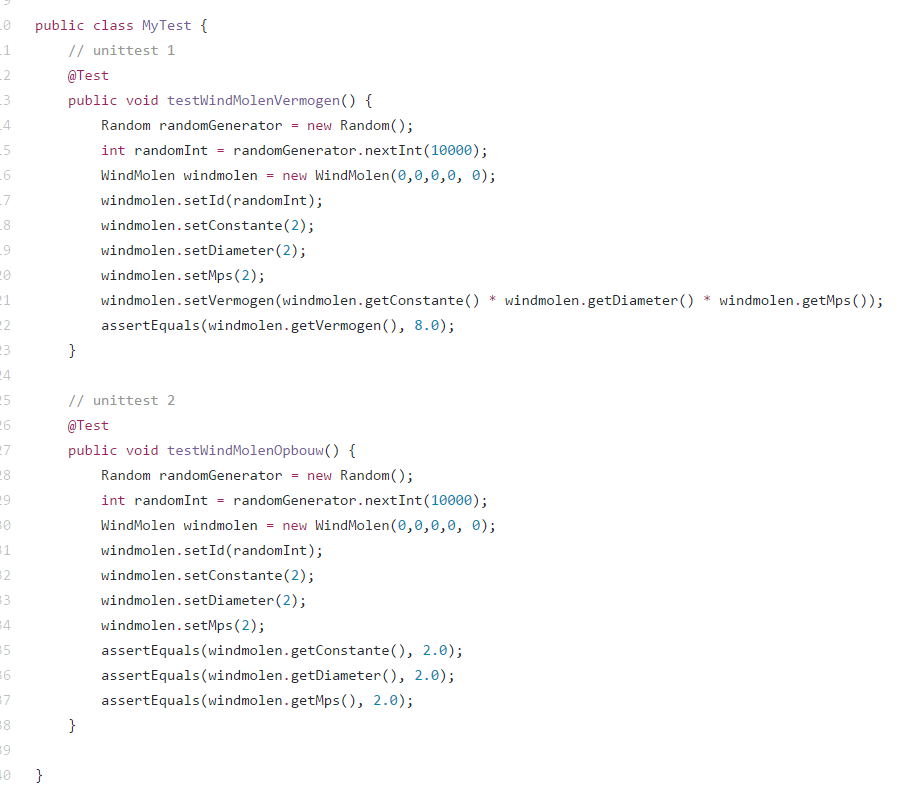 public class MyTest {
// unittest 1
@Test
public void testWindMolenVermogen() {
Random randomGenerator = new Random();
int randomInt = randomGenerator.nextInt(10000);
WindMolen windmolen = new WindMolen(0,0,0,0, 0);
windmolen.setId(randomInt);
windmolen.setConstante(2);
windmolen.setDiameter(2);
windmolen.setMps(2);
windmolen.setVermogen(windmolen.getConstante() * windmolen.getDiameter() * windmolen.getMps());
assertEquals(windmolen.getVermogen(), 8.0);
}
// unittest 2
@Test
public void testWindMolenOpbouw() {
Random randomGenerator = new Random();
int randomInt = randomGenerator.nextInt(10000);
WindMolen windmolen = new WindMolen(0,0,0,0, 0);
windmolen.setId(randomInt);
windmolen.setConstante(2);
windmolen.setDiameter(2);
windmolen.setMps(2);
assertEquals(windmolen.getConstante(), 2.0);
assertEquals(windmolen.getDiameter(), 2.0);
assertEquals(windmolen.getMps(), 2.0);
}
}